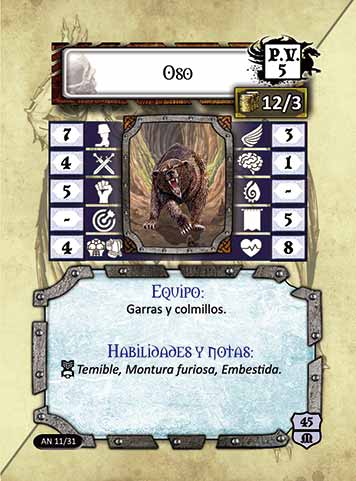 Oso
P.V.
5
12/3
7 3
4 1
5 -
- 5
4 8
Equipo:
Garras y colmillos.
Habilidades y notas:
Temible, Montura furiosa, Embestida.
AN 11/31
45
M